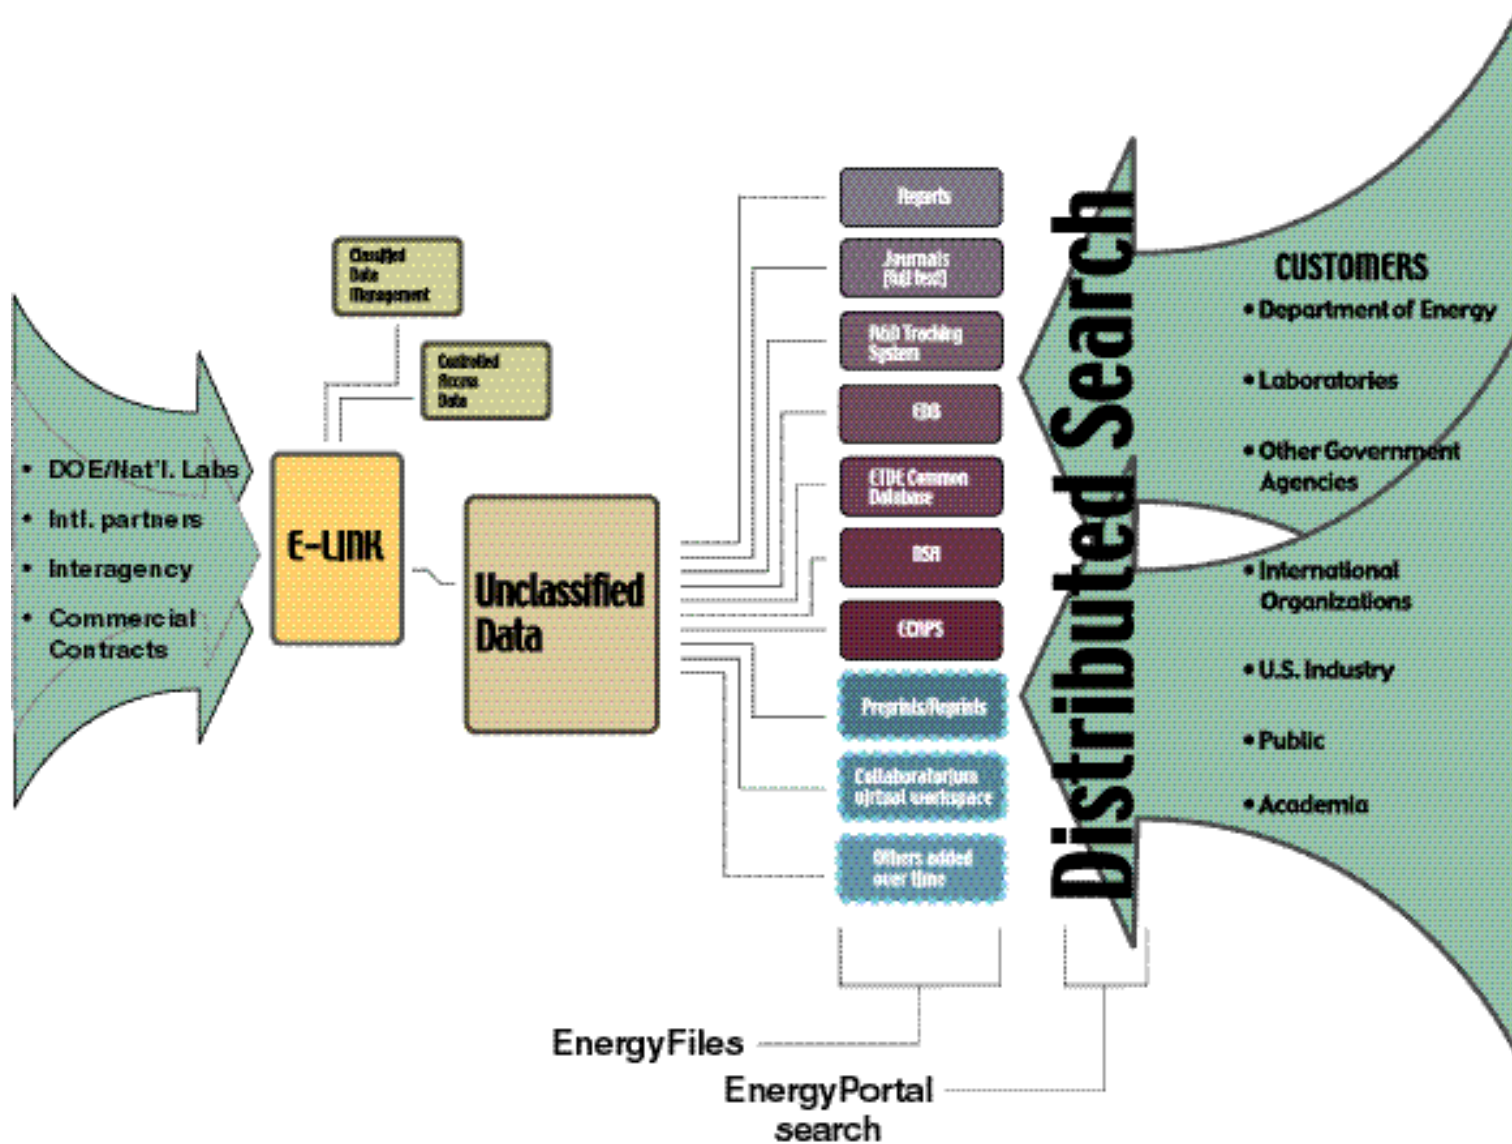 • DOE/Nat'l. Labs
• Intl. partners
• Interagency
• Commercial
Contracts
E-LINK
Classified
Data
Management
Controlled
Access
Data
Unclassified
Data
Reports
Journals
(full text)
R&D Tracking
System
EDB
ETDE Common
Database
NSA
ECAPS
Preprints/Reprints
Collaboratorium
virtual workspace
Others added
over time
Distributed Search
CUSTOMERS
• Department of Energy
• Laboratories
• Other Government
Agencies
• International
Organizations
• U.S. Industry
• Public
• Academia
EnergyFiles
EnergyPortal
search